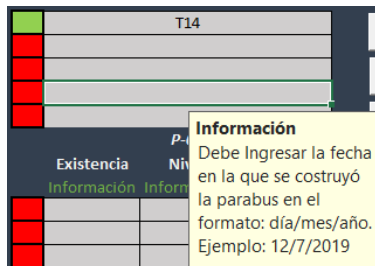 T14
P-
Existencia Niv
Información Inform
Información
Debe Ingresar la fecha
en la que se costruyó
la parabus en el
formato: día/mes/año.
Ejemplo: 12/7/2019